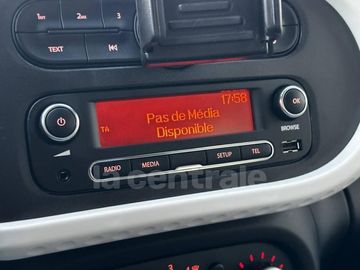 1 2 3
TEXT
17:58
Pas de Média
TA
Disponible
OK
BROWSE
RADIO MEDIA SETUP TEL
la centrale